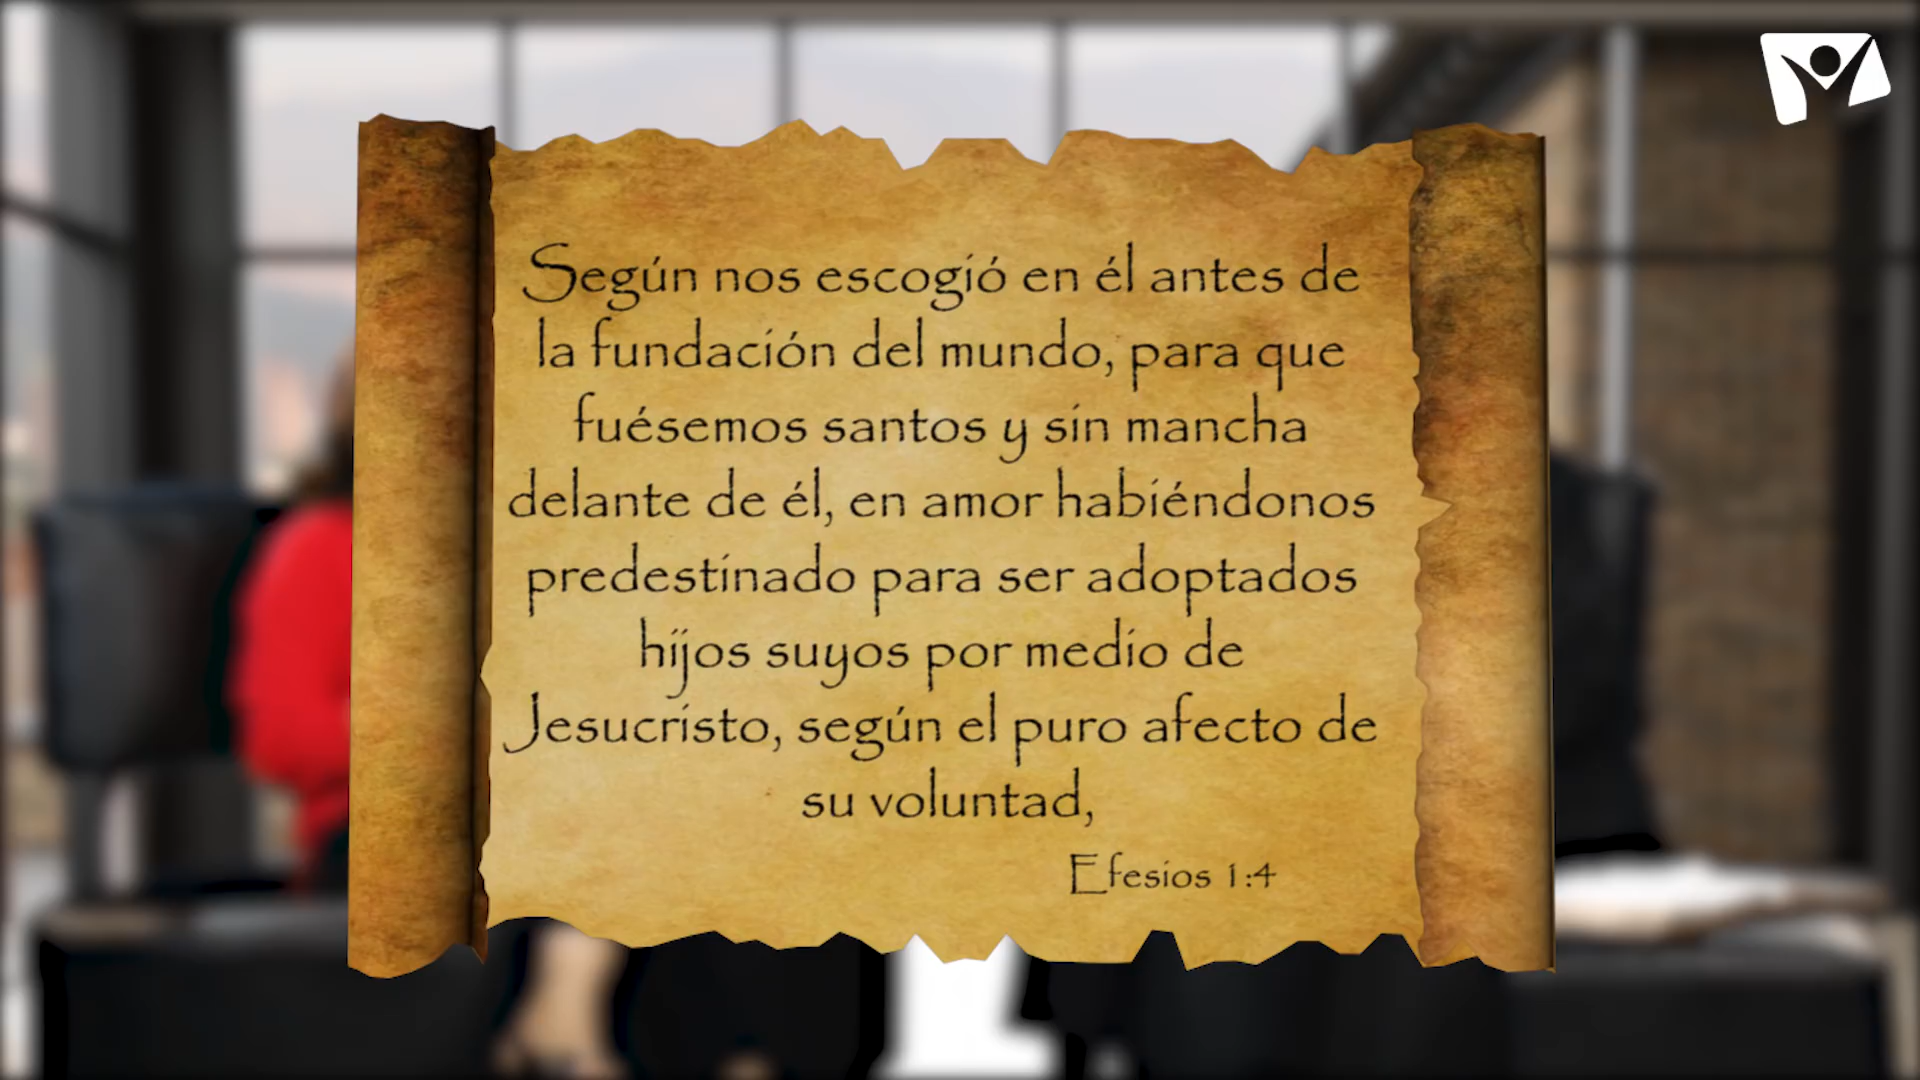 Según nos escogió en él antes de
la fundación del mundo, para que
fuésemos santos y sin mancha
delante de él, en amor habiéndonos
predestinado para ser adoptados
hijos suyos por medio de
Jesucristo, según el puro afecto de
su voluntad,
Efesios 1:4